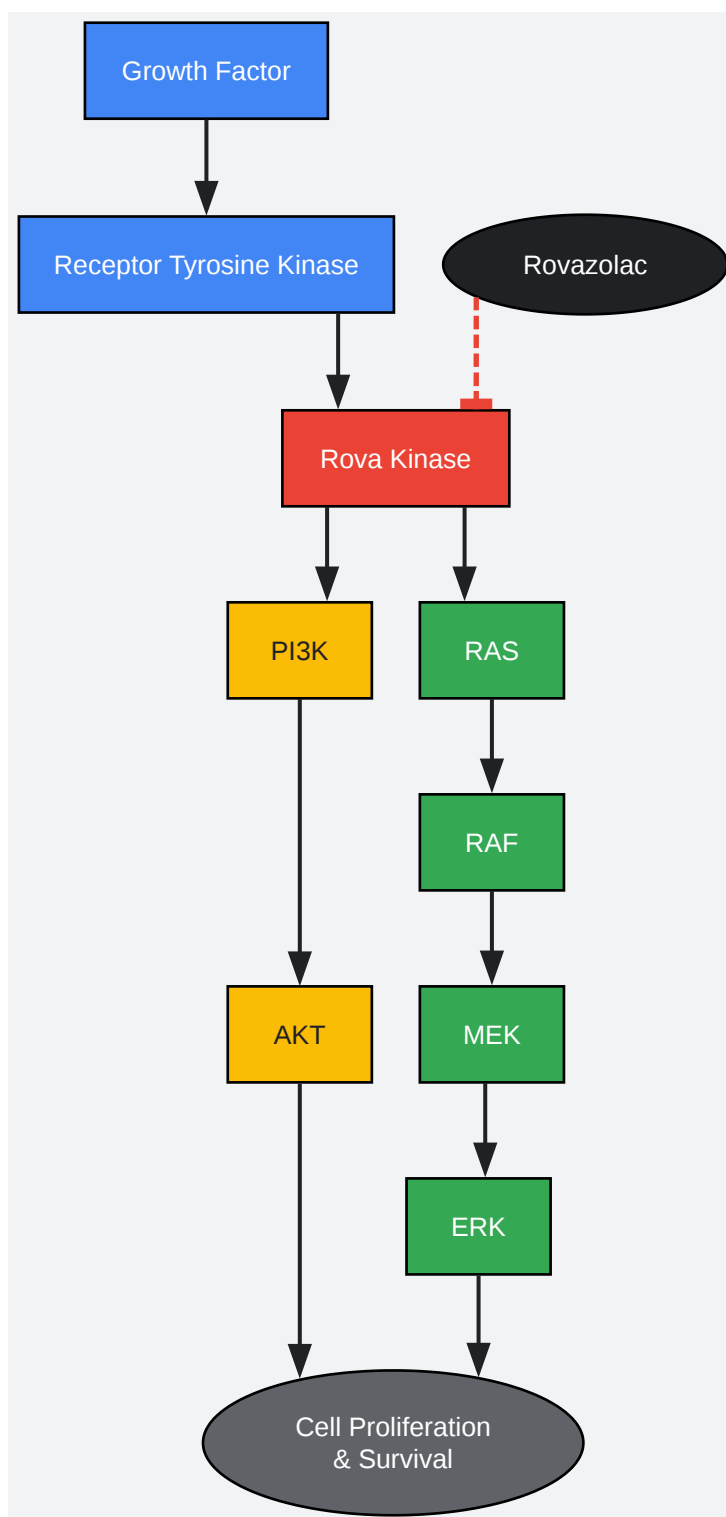 Growth Factor
Receptor Tyrosine Kinase
Rovazolac
Rova Kinase
PI3K
RAS
RAF
AKT
MEK
ERK
Cell Proliferation
& Survival